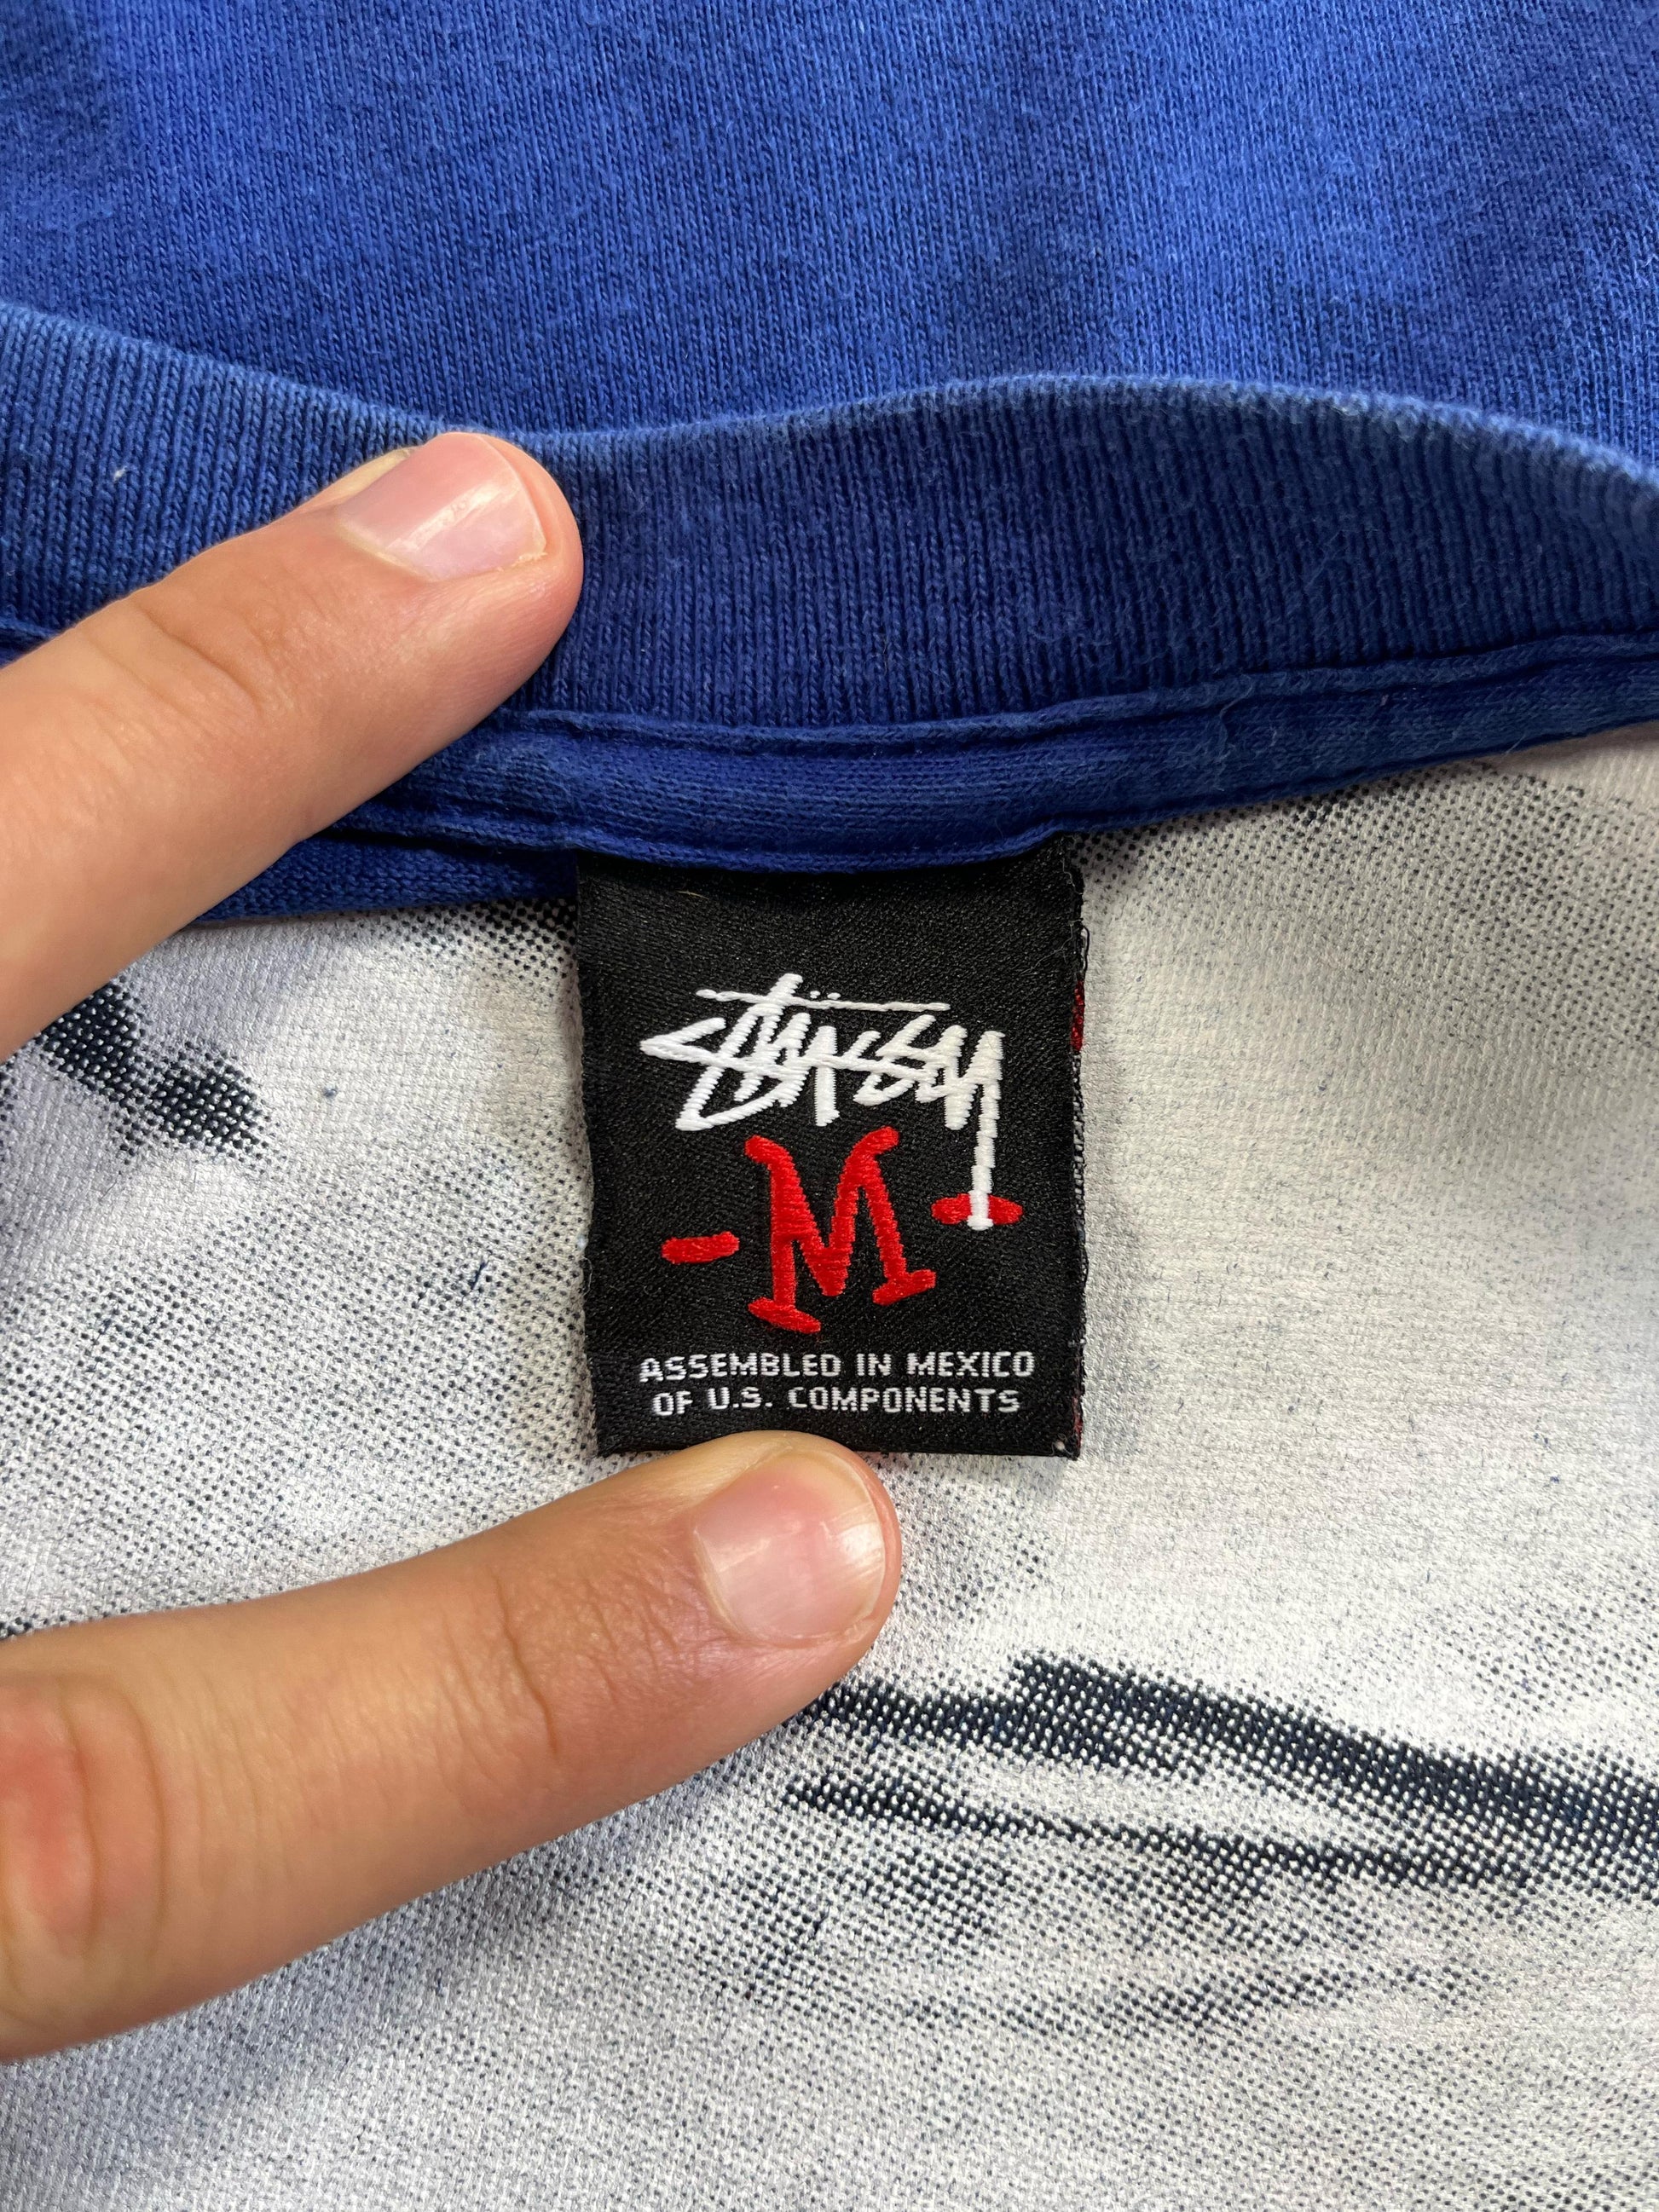 Stüssy
- M -
ASSEMBLED IN MEXICO
OF U.S. COMPONENTS